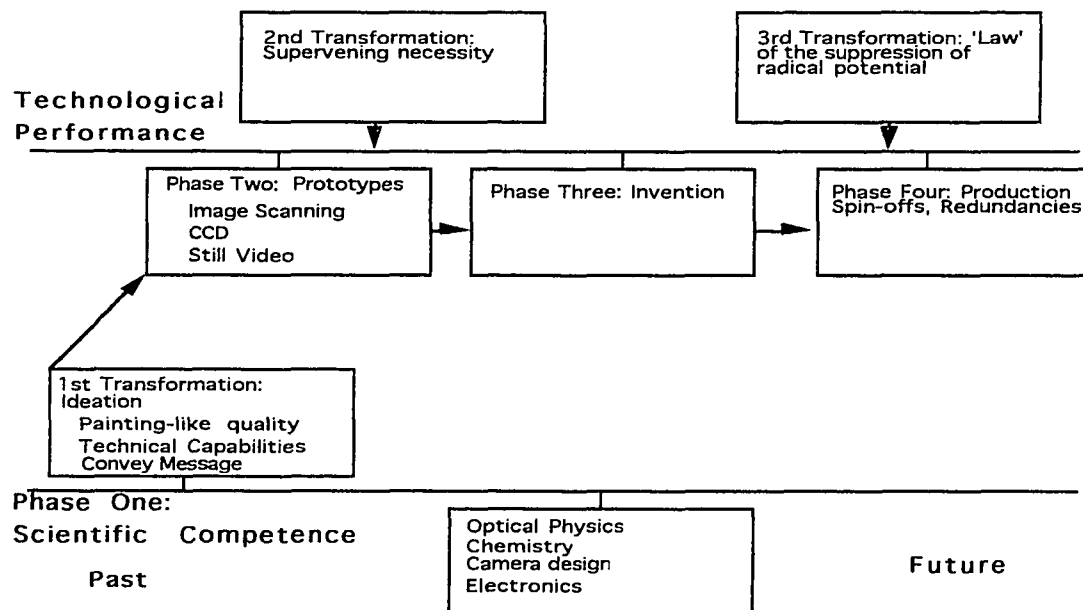 2nd Transformation:
Supervening necessity
3rd Transformation: 'Law'
of the suppression of
radical potential
Technological
Performance
Phase Two: Prototypes
Image Scanning
CCD
Still Video
Phase Three: Invention
Phase Four: Production
Spin-offs, Redundancies
1st Transformation:
Ideation
Painting-like quality
Technical Capabilities
Convey Message
Phase One:
Scientific Competence
Past
Optical Physics
Chemistry
Camera design
Electronics
Future